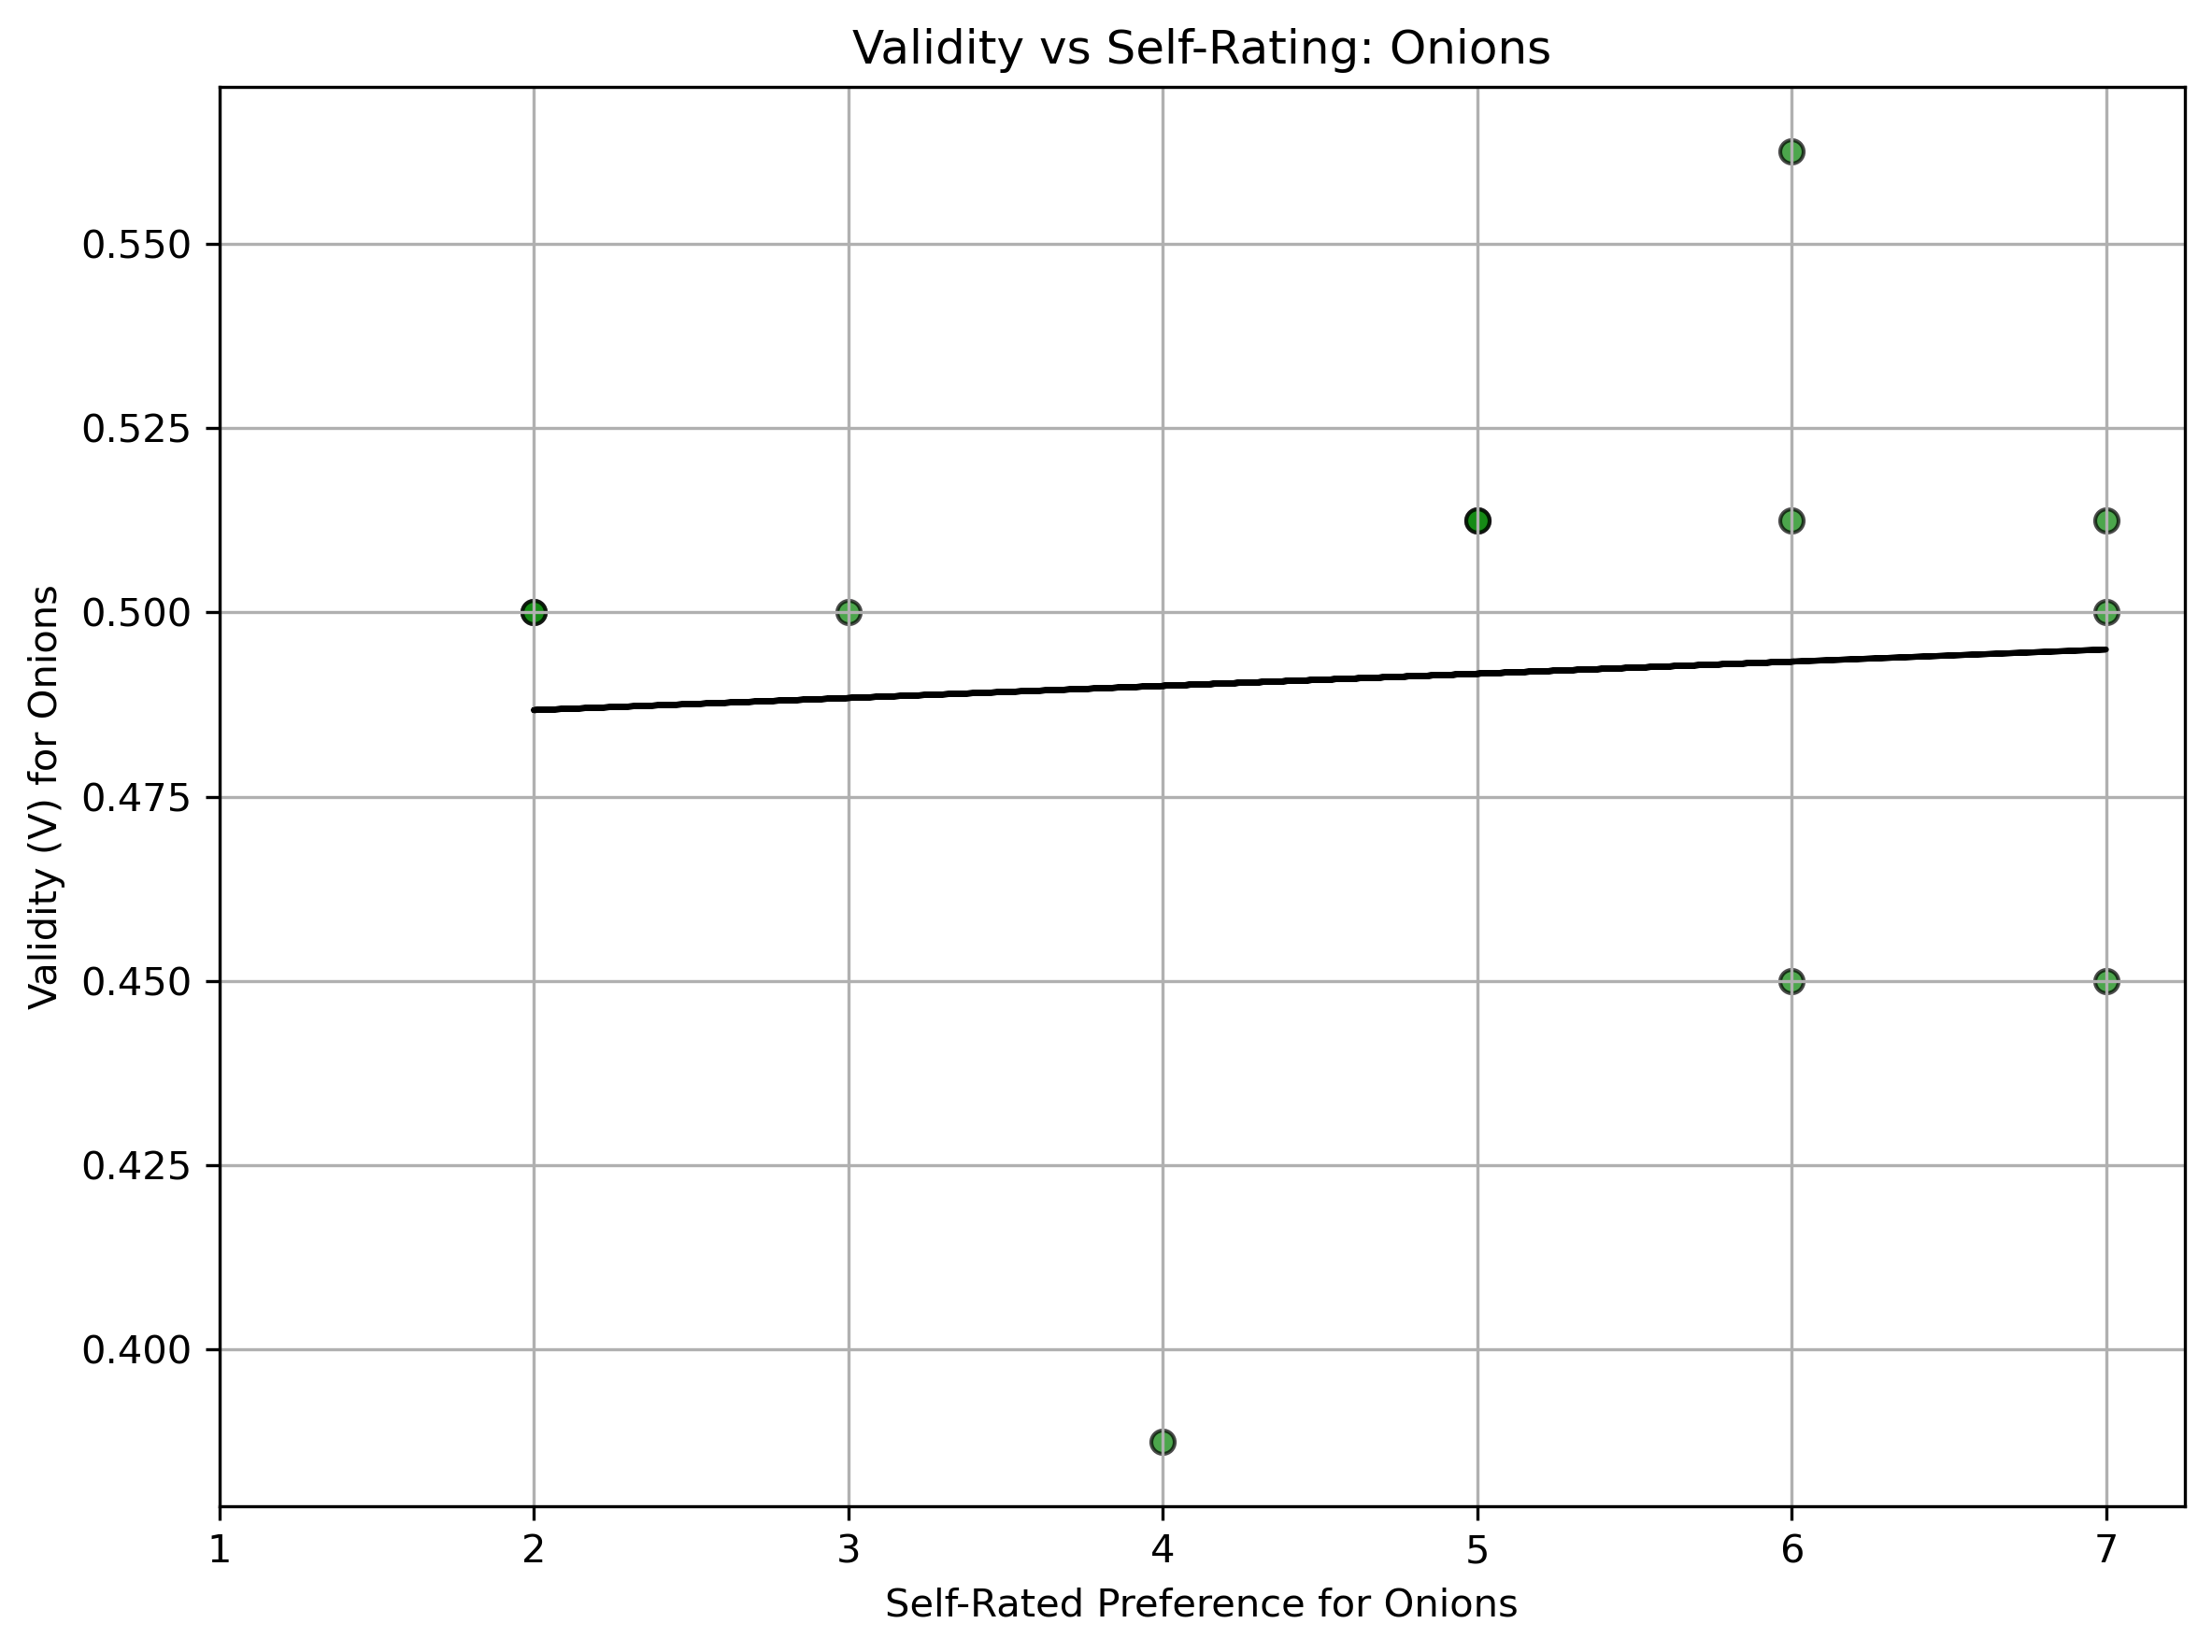 Validity vs Self-Rating: Onions
Validity (V) for Onions
0.550
0.525
0.500
0.475
0.450
0.425
0.400
1 2 3 4 5 6 7
Self-Rated Preference for Onions